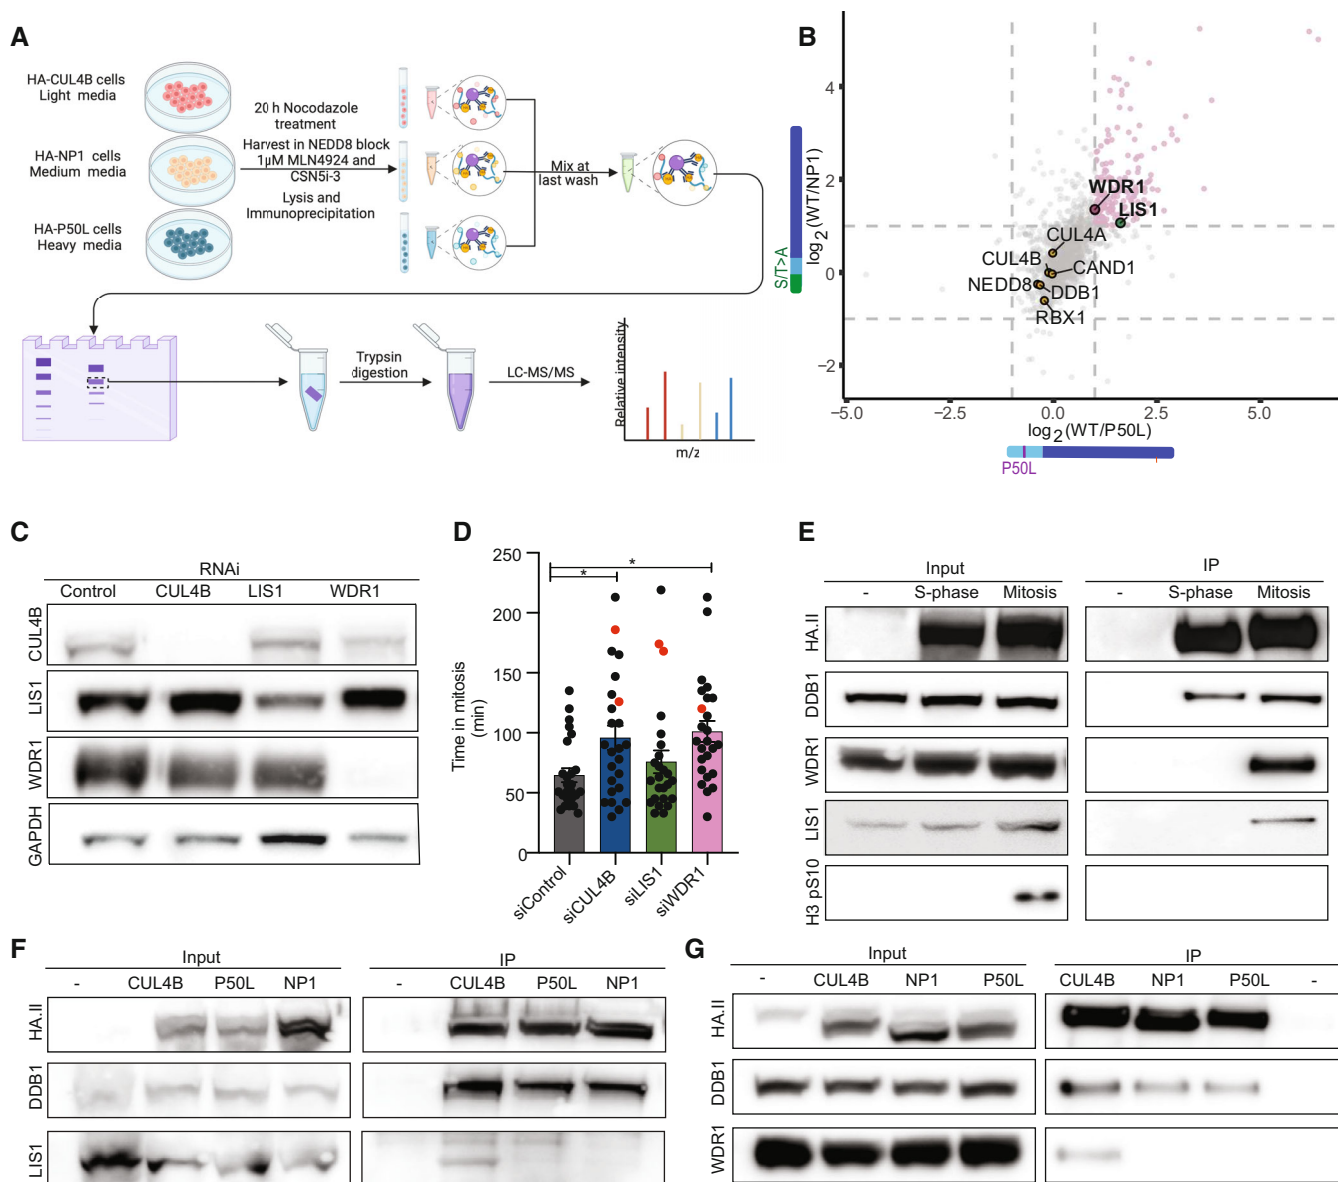 A
HA-CUL4B cells
Light media
HA-NP1 cells
Medium media
HA-P50L cells
Heavy media
20 h Nocodazole
treatment
Harvest in NEDD8 block
1µM MLN4924 and
CSN5i-3
Lysis and
Immunoprecipitation
Mix at
last wash
Trypsin
digestion
LC-MS/MS
Relative intensity
m/z
B
S/T>A
log2(WT/NP1)
4
2
0
−2
WDR1
LIS1
CUL4A
CUL4B
CAND1
NEDD8
DDB1
RBX1
−5.0
−2.5
0.0
2.5
5.0
log2(WT/P50L)
P50L
C
RNAi
Control CUL4B LIS1 WDR1
CUL4B
LIS1
WDR1
GAPDH
D
Time in mitosis
(min)
250
200
150
100
50
0
*
*
siControl
siCUL4B
siLIS1
siWDR1
E
Input IP
- S-phase Mitosis - S-phase Mitosis
HA.II
DDB1
WDR1
LIS1
H3 pS10
F
Input IP
- CUL4B P50L NP1 - CUL4B P50L NP1
HA.II
DDB1
LIS1
G
Input IP
- CUL4B NP1 P50L CUL4B NP1 P50L -
HA.II
DDB1
WDR1